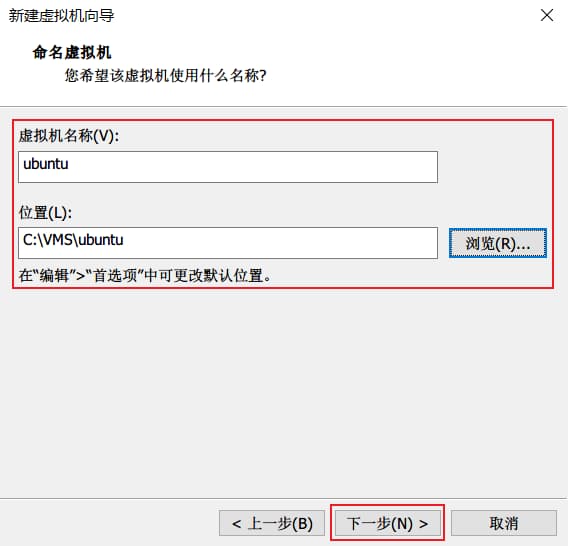 新建虚拟机向导
命名虚拟机
您希望该虚拟机使用什么名称?
虚拟机名称(V):
ubuntu
位置(L):
C:\VMS\ubuntu
浏览(R)...
在“编辑”>“首选项”中可更改默认位置。
< 上一步(B)
下一步(N) >
取消